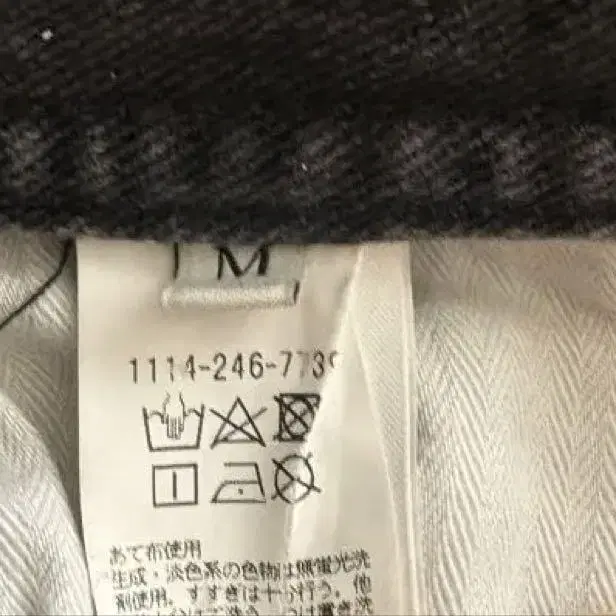 M
1114-246-773
あて布使用
生成・淡色系の色物は無蛍光洗
剤使用。すすぎは十分行う。他